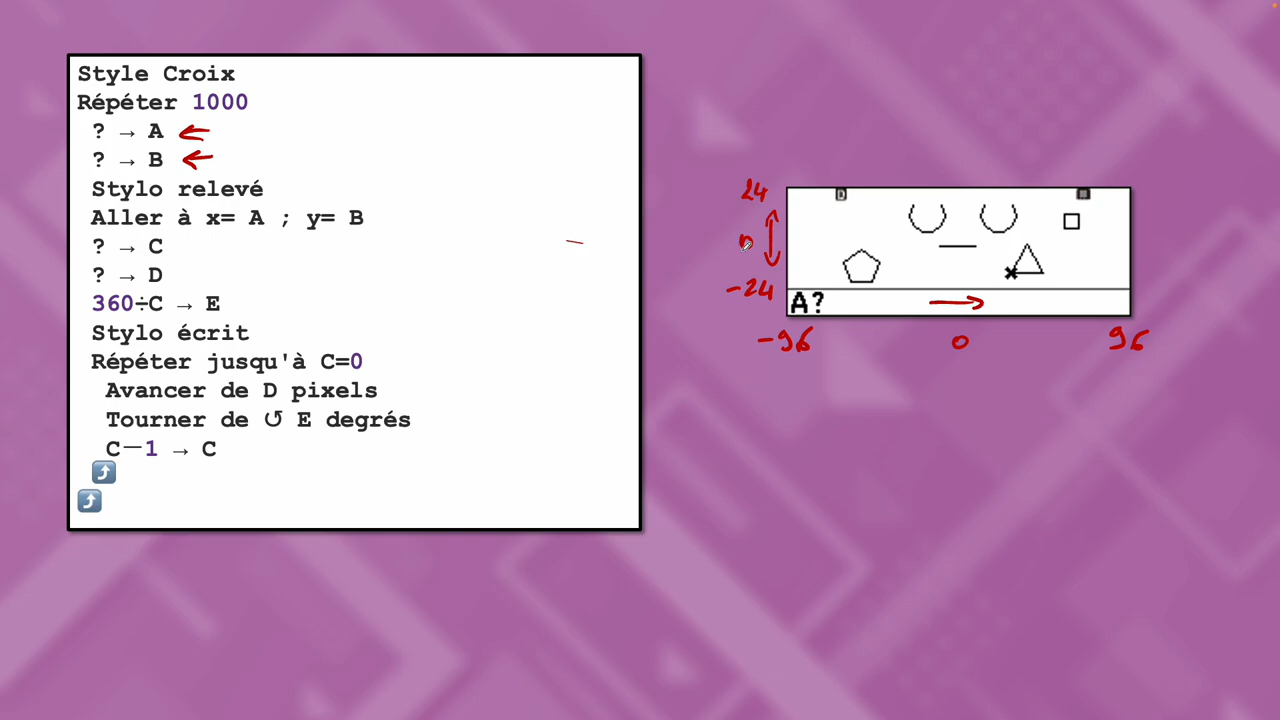 Style Croix
Répéter 1000
? → A
? → B
Stylo relevé
Aller à x= A ; y= B
? → C
? → D
360÷C → E
Stylo écrit
Répéter jusqu'à C=0
Avancer de D pixels
Tourner de ↺ E degrés
C−1 → C
24
D
0
-24
A?
-96
0
96